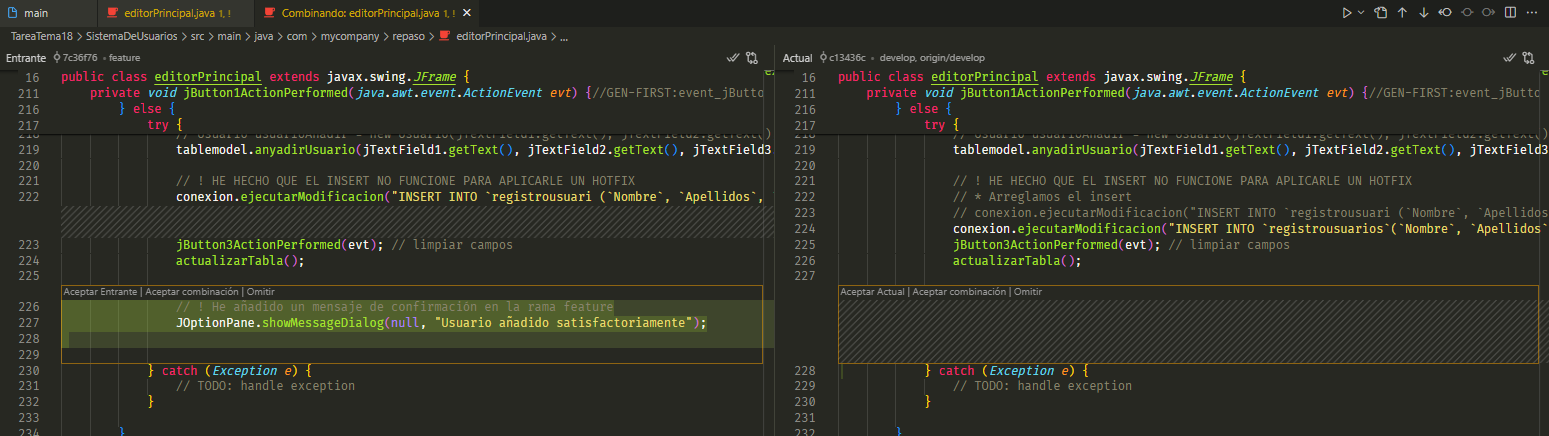 main
editorPrincipal.java 1, !
Combinando: editorPrincipal.java 1, !
TareaTema18 > SistemaDeUsuarios > src > main > java > com > mycompany > repaso > editorPrincipal.java > ...
Entrante 7c36f76 • feature
16 public class editorPrincipal extends javax.swing.JFrame {
211 private void jButton1ActionPerformed(java.awt.event.ActionEvent evt) {//GEN-FIRST:event_jButto
216 } else {
217 try {
218 // Usuario usuarioAnadir = new Usuario(jTextField1.getText(), jTextField2.getText()
219 tablemodel.anyadirUsuario(jTextField1.getText(), jTextField2.getText(), jTextField3
220
221 // ! HE HECHO QUE EL INSERT NO FUNCIONE PARA APLICARLE UN HOTFIX
222 conexion.ejecutarModificacion("INSERT INTO `registrousuari (`Nombre`, `Apellidos`,
223 jButton3ActionPerformed(evt); // limpiar campos
224 actualizarTabla();
225
Aceptar Entrante | Aceptar combinación | Omitir
226 // ! He añadido un mensaje de confirmación en la rama feature
227 JOptionPane.showMessageDialog(null, "Usuario añadido satisfactoriamente");
228
229
230 } catch (Exception e) {
231 // TODO: handle exception
232 }
233
234 }
Actual c13436c • develop, origin/develop
16 public class editorPrincipal extends javax.swing.JFrame {
211 private void jButton1ActionPerformed(java.awt.event.ActionEvent evt) {//GEN-FIRST:event_jButto
216 } else {
217 try {
218 // Usuario usuarioAnadir = new Usuario(jTextField1.getText(), jTextField2.getText()
219 tablemodel.anyadirUsuario(jTextField1.getText(), jTextField2.getText(), jTextField3
220
221 // ! HE HECHO QUE EL INSERT NO FUNCIONE PARA APLICARLE UN HOTFIX
222 // * Arreglamos el insert
223 // conexion.ejecutarModificacion("INSERT INTO `registrousuari (`Nombre`, `Apellidos
224 conexion.ejecutarModificacion("INSERT INTO `registrousuarios`(`Nombre`, `Apellidos`
225 jButton3ActionPerformed(evt); // limpiar campos
226 actualizarTabla();
227
Aceptar Actual | Aceptar combinación | Omitir
228 } catch (Exception e) {
229 // TODO: handle exception
230 }
231
232 }